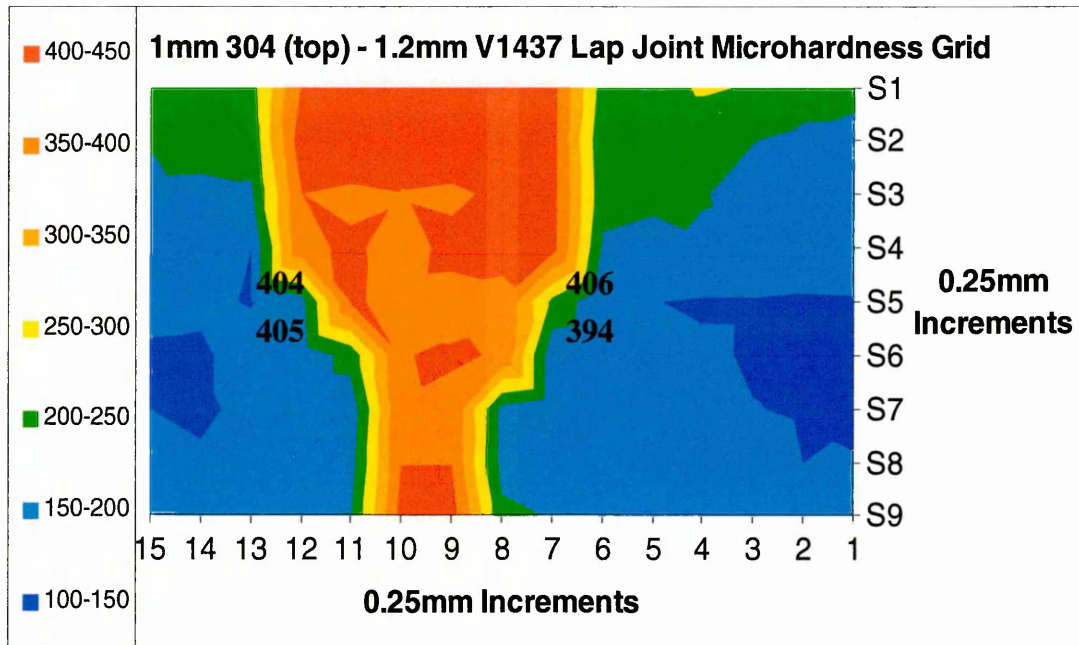 1mm 304 (top) - 1.2mm V1437 Lap Joint Microhardness Grid
400-450
350-400
300-350
250-300
200-250
150-200
100-150
S1
S2
S3
S4
S5
S6
S7
S8
S9
404
406
405
394
0.25mm
Increments
15 14 13 12 11 10 9 8 7 6 5 4 3 2 1
0.25mm Increments